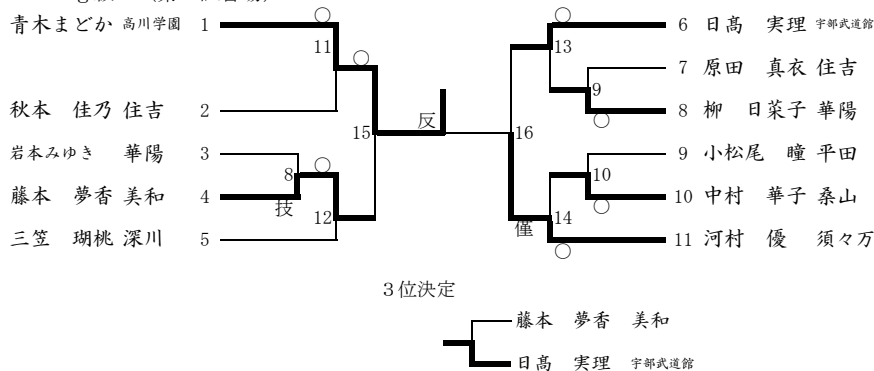 青木まどか 高川学園 1
秋本 佳乃 住吉 2
岩本みゆき 華陽 3
藤本 夢香 美和 4
三笠 瑚桃 深川 5
○
11
○
15
8
○
技
12
反
16
○
13
9
○
10
○
14
僅
○
6 日髙 実理 宇部武道館
7 原田 真衣 住吉
8 柳 日菜子 華陽
9 小松尾 瞳 平田
10 中村 華子 桑山
11 河村 優 須々万
3位決定
藤本 夢香 美和
日髙 実理 宇部武道館